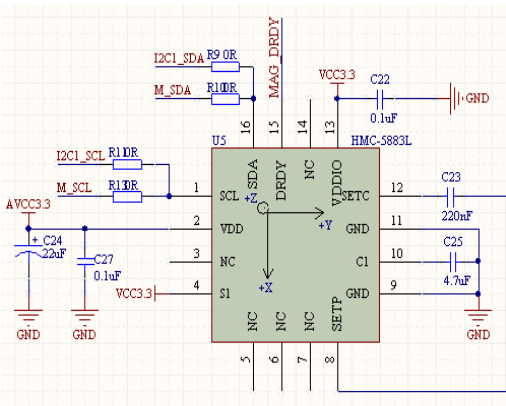 I2C1_SDA R9 0R
M_SDA R10 0R
MAG_DRDY
VCC3.3
C22
0.1uF
GND
16
15
14
13
U5
HMC-5883L
I2C1_SCL R11 0R
M_SCL R13 0R
SDA
DRDY
NC
VDDIO
1 SCL
+Z
+Y
+X
SETC 12
C23
220nF
AVCC3.3
2 VDD
GND 11
+
C24
22uF
C27
0.1uF
3 NC
C1 10
C25
4.7uF
VCC3.3
4 S1
GND 9
NC
NC
NC
SETP
GND
GND
GND
5
6
7
8